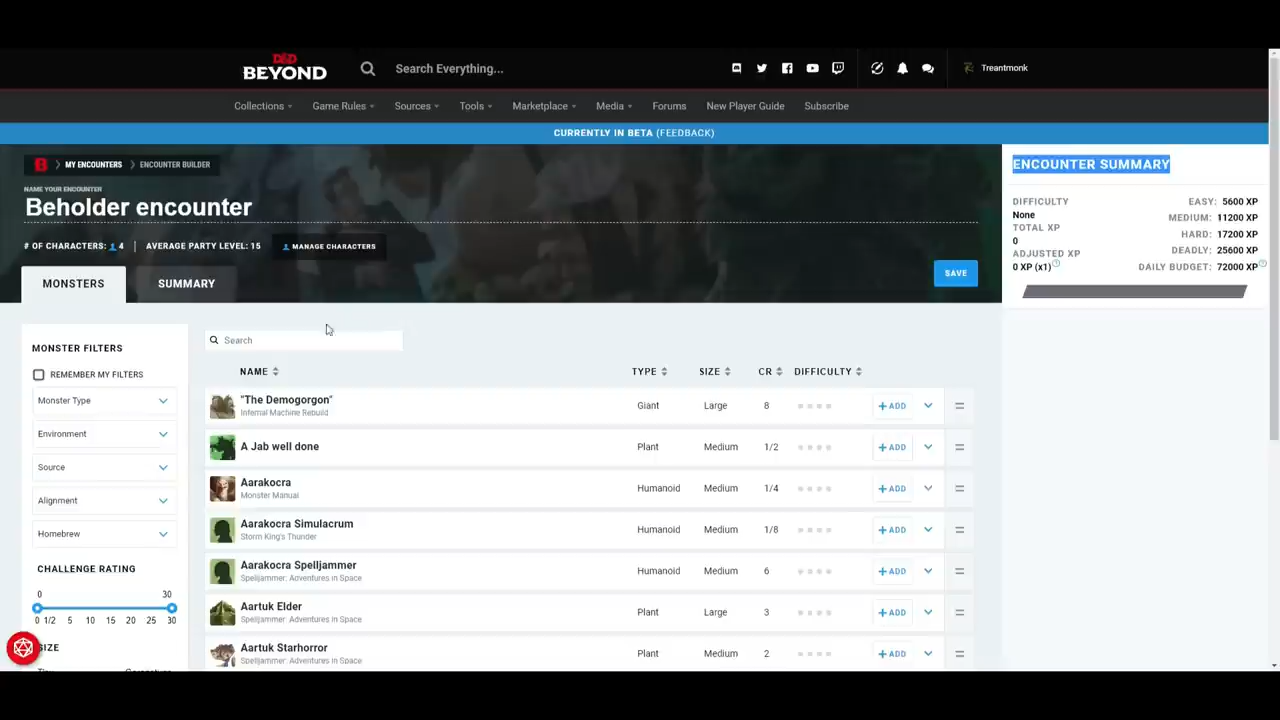 D&D
BEYOND
Search Everything...
Treantmonk
Collections
Game Rules
Sources
Tools
Marketplace
Media
Forums
New Player Guide
Subscribe
CURRENTLY IN BETA (FEEDBACK)
MY ENCOUNTERS
ENCOUNTER BUILDER
NAME YOUR ENCOUNTER
Beholder encounter
# OF CHARACTERS: 4
AVERAGE PARTY LEVEL: 15
MANAGE CHARACTERS
SAVE
MONSTERS
SUMMARY
ENCOUNTER SUMMARY
DIFFICULTY
None
TOTAL XP
0
ADJUSTED XP
0 XP (x1)
EASY: 5600 XP
MEDIUM: 11200 XP
HARD: 17200 XP
DEADLY: 25600 XP
DAILY BUDGET: 72000 XP
MONSTER FILTERS
REMEMBER MY FILTERS
Monster Type
Environment
Source
Alignment
Homebrew
CHALLENGE RATING
0 30
0 1/2 5 10 15 20 25 30
SIZE
Search
NAME TYPE SIZE CR DIFFICULTY
"The Demogorgon" Giant Large 8 + ADD
Infernal Machine Rebuild
A Jab well done Plant Medium 1/2 + ADD
Aarakocra Humanoid Medium 1/4 + ADD
Monster Manual
Aarakocra Simulacrum Humanoid Medium 1/8 + ADD
Storm King's Thunder
Aarakocra Spelljammer Humanoid Medium 6 + ADD
Spelljammer: Adventures in Space
Aartuk Elder Plant Large 3 + ADD
Spelljammer: Adventures in Space
Aartuk Starhorror Plant Medium 2 + ADD
Spelljammer: Adventures in Space